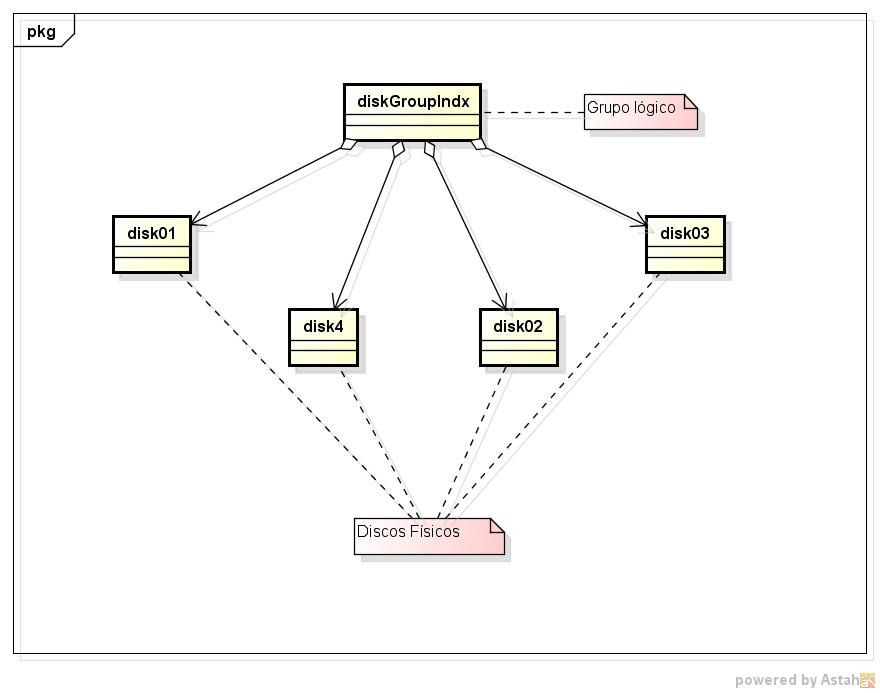 pkg
diskGroupIndx
Grupo lógico
disk01
disk03
disk4
disk02
Discos Físicos
powered by Astah